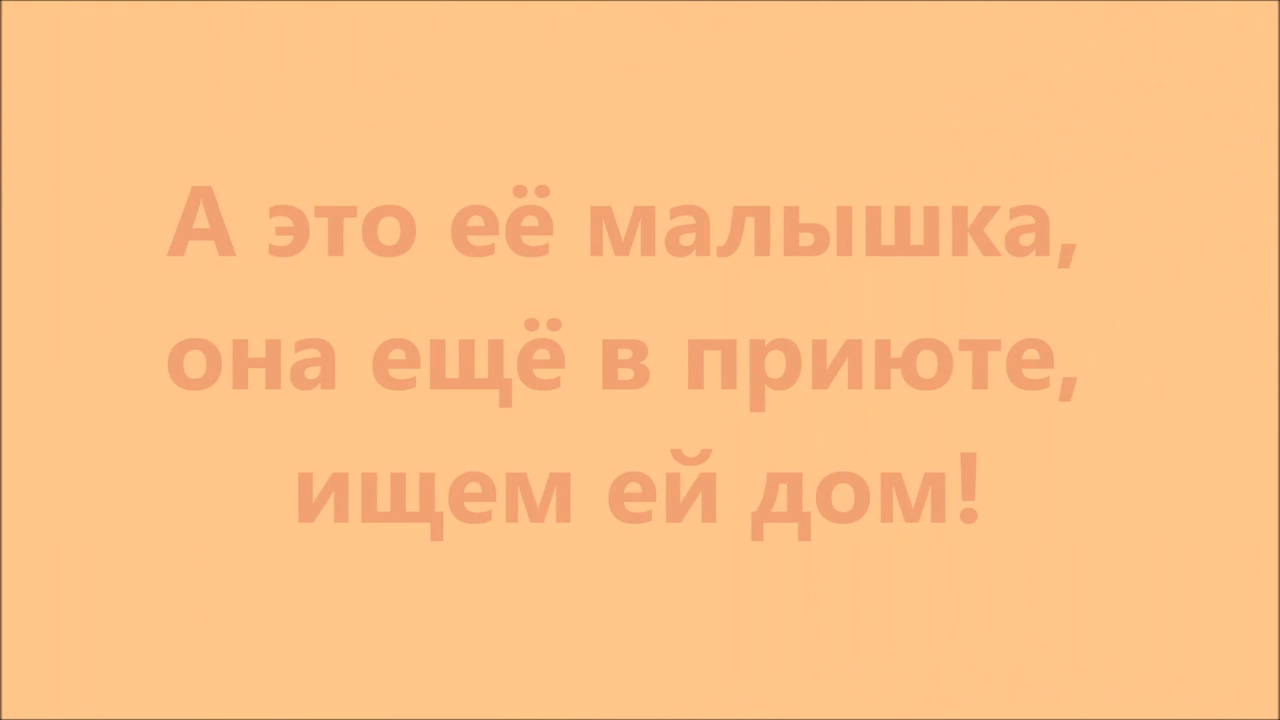 А это её малышка,
она ещё в приюте,
ищем ей дом!